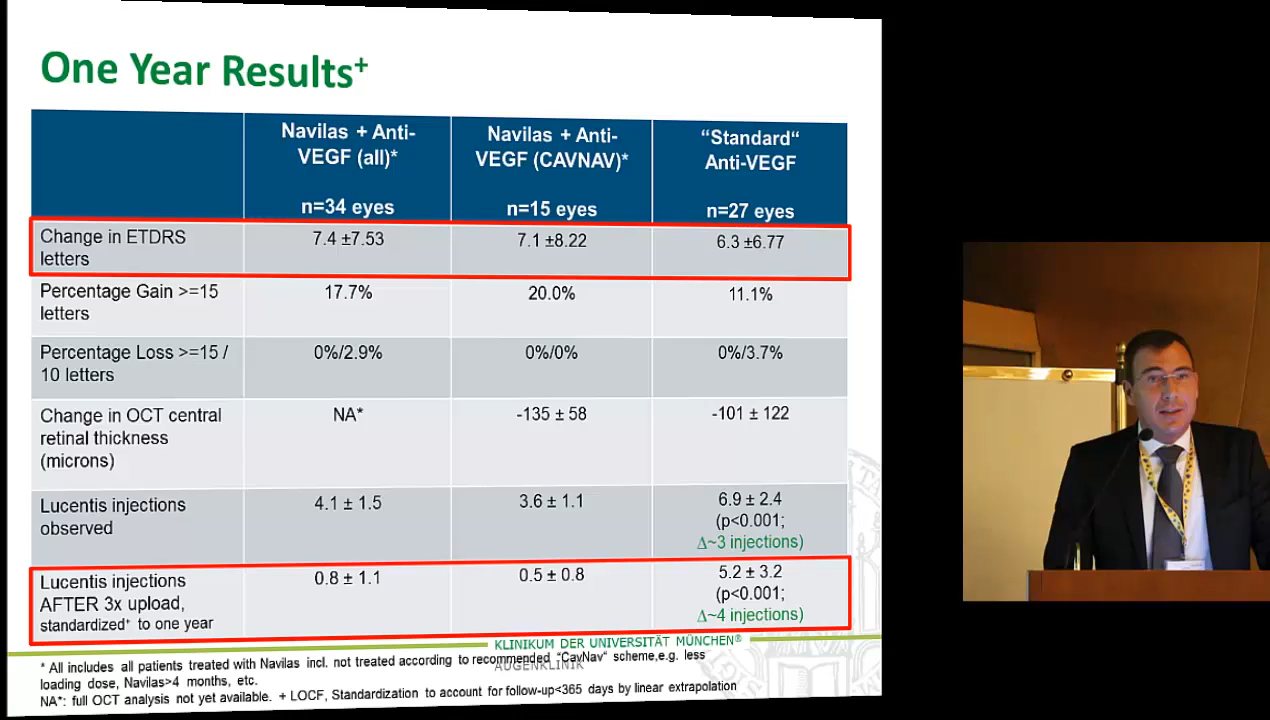 One Year Results+
Navilas + Anti-
VEGF (all)*
n=34 eyes
Navilas + Anti-
VEGF (CAVNAV)*
n=15 eyes
“Standard“
Anti-VEGF
n=27 eyes
Change in ETDRS
letters
7.4 ±7.53
7.1 ±8.22
6.3 ±6.77
Percentage Gain >=15
letters
17.7%
20.0%
11.1%
Percentage Loss >=15 /
10 letters
0%/2.9%
0%/0%
0%/3.7%
Change in OCT central
retinal thickness
(microns)
NA*
-135 ± 58
-101 ± 122
Lucentis injections
observed
4.1 ± 1.5
3.6 ± 1.1
6.9 ± 2.4
(p<0.001;
Δ~3 injections)
Lucentis injections
AFTER 3x upload,
standardized+ to one year
0.8 ± 1.1
0.5 ± 0.8
5.2 ± 3.2
(p<0.001;
Δ~4 injections)
KLINIKUM DER UNIVERSITÄT MÜNCHEN®
AUGENKLINIK
* All includes all patients treated with Navilas incl. not treated according to recommended “CavNav“ scheme,e.g. less
loading dose, Navilas>4 months, etc.
NA*: full OCT analysis not yet available. + LOCF, Standardization to account for follow-up<365 days by linear extrapolation